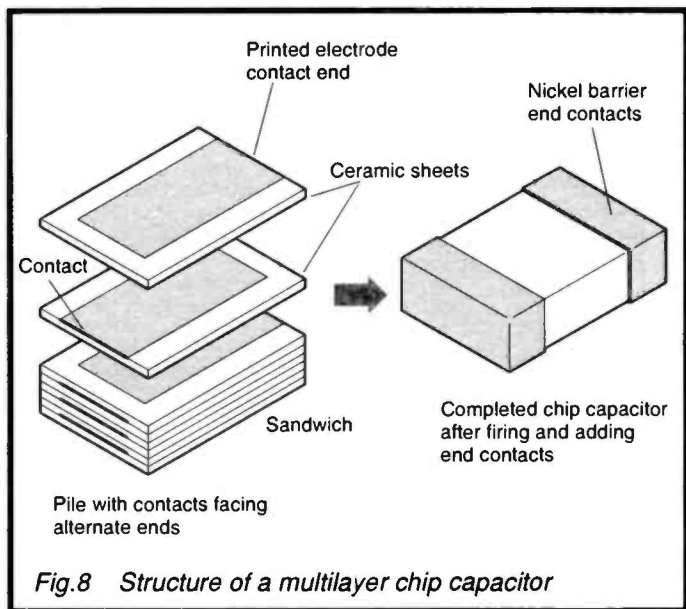 Printed electrode
contact end
Nickel barrier
end contacts
Ceramic sheets
Contact
Sandwich
Pile with contacts facing
alternate ends
Completed chip capacitor
after firing and adding
end contacts
Fig.8 Structure of a multilayer chip capacitor